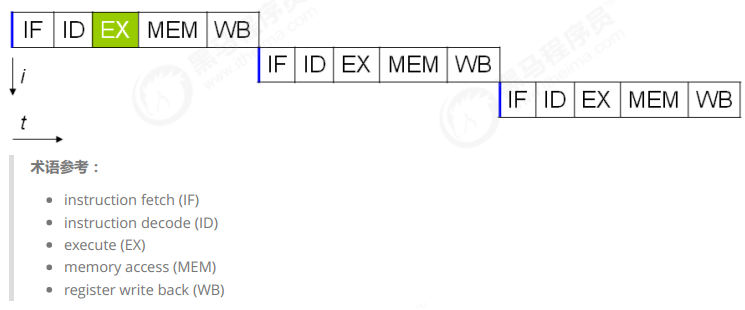 IF ID EX MEM WB
IF ID EX MEM WB
i
IF ID EX MEM WB
t
术语参考：
instruction fetch (IF)
instruction decode (ID)
execute (EX)
memory access (MEM)
register write back (WB)